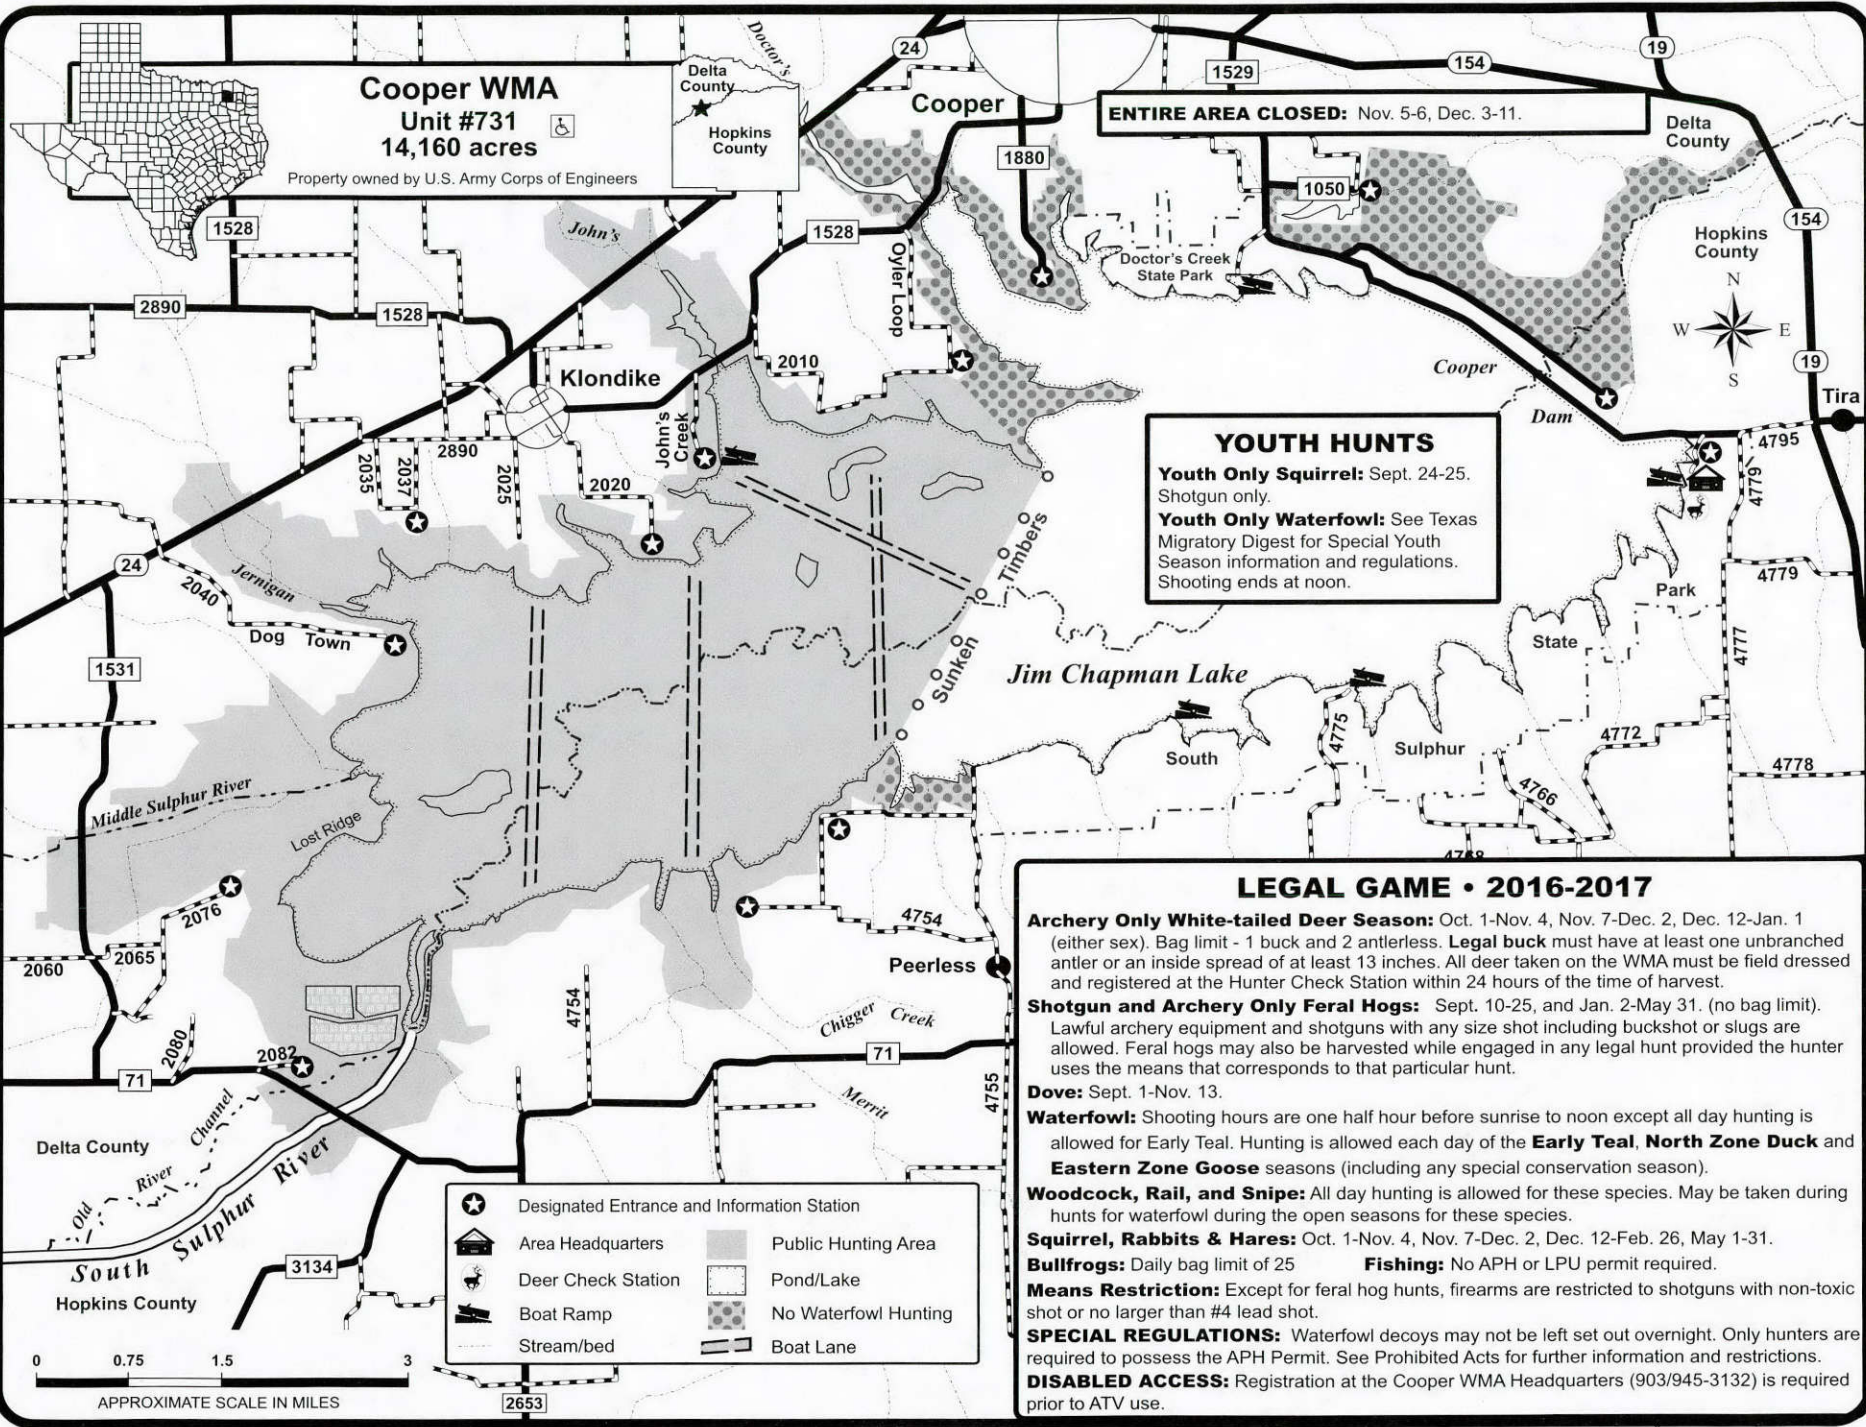 Cooper WMA
Unit #731
14,160 acres
Property owned by U.S. Army Corps of Engineers
Delta
County
Hopkins
County
Doctor's
24
Cooper
1529
154
19
ENTIRE AREA CLOSED: Nov. 5-6, Dec. 3-11.
Delta
County
1880
1050
1528
John's
1528
Oyler Loop
Doctor's Creek
State Park
154
Hopkins
County
N
W E
S
2890
1528
2010
Klondike
Cooper
Dam
19
Tira
John's
Creek
2890
2035
2037
2025
2020
4795
4779
YOUTH HUNTS
Youth Only Squirrel: Sept. 24-25.
Shotgun only.
Youth Only Waterfowl: See Texas
Migratory Digest for Special Youth
Season information and regulations.
Shooting ends at noon.
Timbers
Sunken
24
2040
Jernigan
Dog Town
4779
Park
State
4777
1531
Jim Chapman Lake
4775
South
Sulphur
4772
4778
4766
4768
Middle Sulphur River
Lost Ridge
2076
2060
2065
4754
Peerless
4754
Chigger Creek
2080
2082
71
71
4755
Merrit
Delta County
Old River Channel
South Sulphur River
Hopkins County
3134
2653
Designated Entrance and Information Station
Area Headquarters
Deer Check Station
Boat Ramp
Stream/bed
Public Hunting Area
Pond/Lake
No Waterfowl Hunting
Boat Lane
0 0.75 1.5 3
APPROXIMATE SCALE IN MILES
LEGAL GAME • 2016-2017
Archery Only White-tailed Deer Season: Oct. 1-Nov. 4, Nov. 7-Dec. 2, Dec. 12-Jan. 1
(either sex). Bag limit - 1 buck and 2 antlerless. Legal buck must have at least one unbranched
antler or an inside spread of at least 13 inches. All deer taken on the WMA must be field dressed
and registered at the Hunter Check Station within 24 hours of the time of harvest.
Shotgun and Archery Only Feral Hogs: Sept. 10-25, and Jan. 2-May 31. (no bag limit).
Lawful archery equipment and shotguns with any size shot including buckshot or slugs are
allowed. Feral hogs may also be harvested while engaged in any legal hunt provided the hunter
uses the means that corresponds to that particular hunt.
Dove: Sept. 1-Nov. 13.
Waterfowl: Shooting hours are one half hour before sunrise to noon except all day hunting is
allowed for Early Teal. Hunting is allowed each day of the Early Teal, North Zone Duck and
Eastern Zone Goose seasons (including any special conservation season).
Woodcock, Rail, and Snipe: All day hunting is allowed for these species. May be taken during
hunts for waterfowl during the open seasons for these species.
Squirrel, Rabbits & Hares: Oct. 1-Nov. 4, Nov. 7-Dec. 2, Dec. 12-Feb. 26, May 1-31.
Bullfrogs: Daily bag limit of 25 Fishing: No APH or LPU permit required.
Means Restriction: Except for feral hog hunts, firearms are restricted to shotguns with non-toxic
shot or no larger than #4 lead shot.
SPECIAL REGULATIONS: Waterfowl decoys may not be left set out overnight. Only hunters are
required to possess the APH Permit. See Prohibited Acts for further information and restrictions.
DISABLED ACCESS: Registration at the Cooper WMA Headquarters (903/945-3132) is required
prior to ATV use.